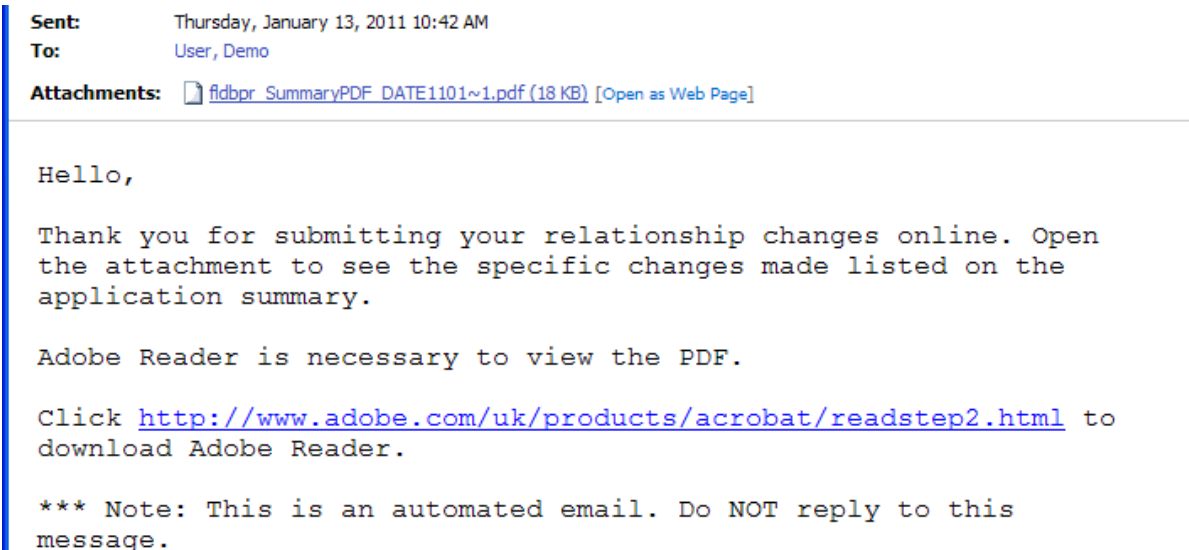 Sent: Thursday, January 13, 2011 10:42 AM
To: User, Demo
Attachments: fldbpr_SummaryPDF_DATE1101~1.pdf (18 KB) [Open as Web Page]
Hello,
Thank you for submitting your relationship changes online. Open
the attachment to see the specific changes made listed on the
application summary.
Adobe Reader is necessary to view the PDF.
Click http://www.adobe.com/uk/products/acrobat/readstep2.html to
download Adobe Reader.
*** Note: This is an automated email. Do NOT reply to this
message.